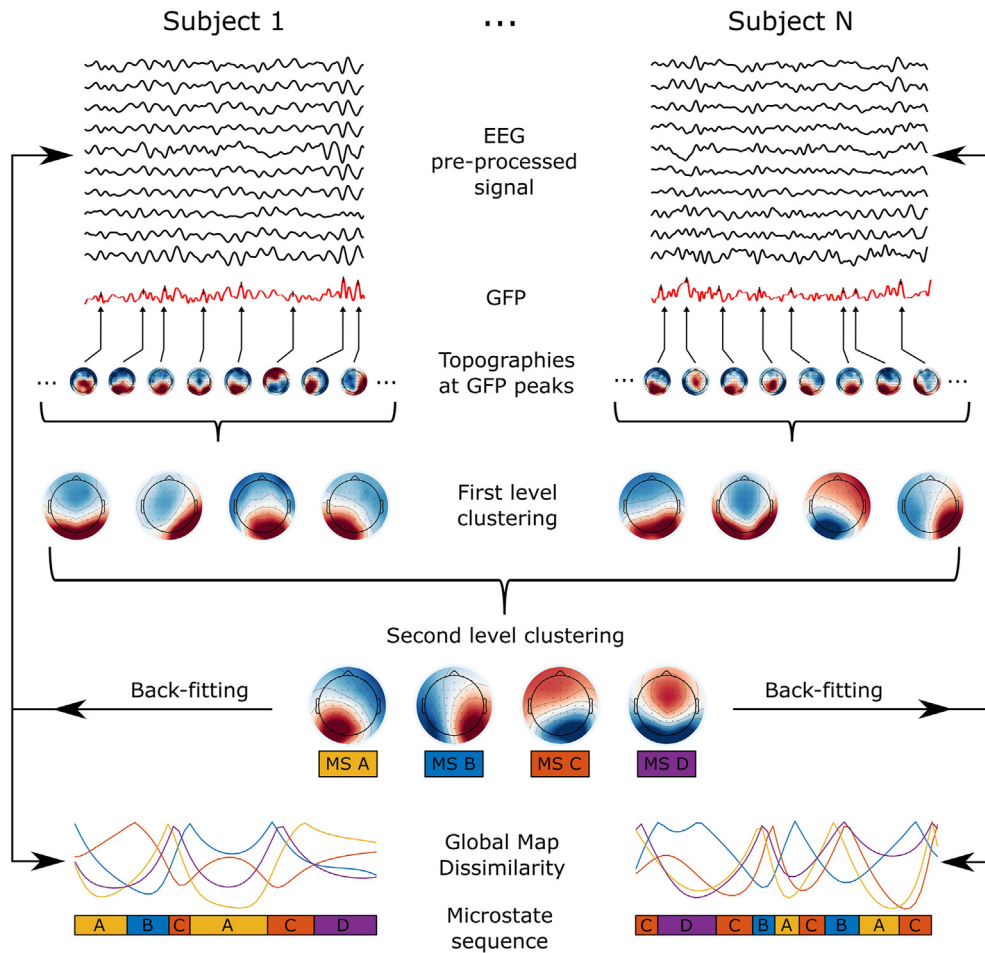 Subject 1
...
Subject N
EEG
pre-processed
signal
GFP
Topographies
at GFP peaks
...
...
...
...
First level
clustering
Second level clustering
Back-fitting
Back-fitting
MS A
MS B
MS C
MS D
Global Map
Dissimilarity
Microstate
sequence
A B C A C D
C D C B A C B A C